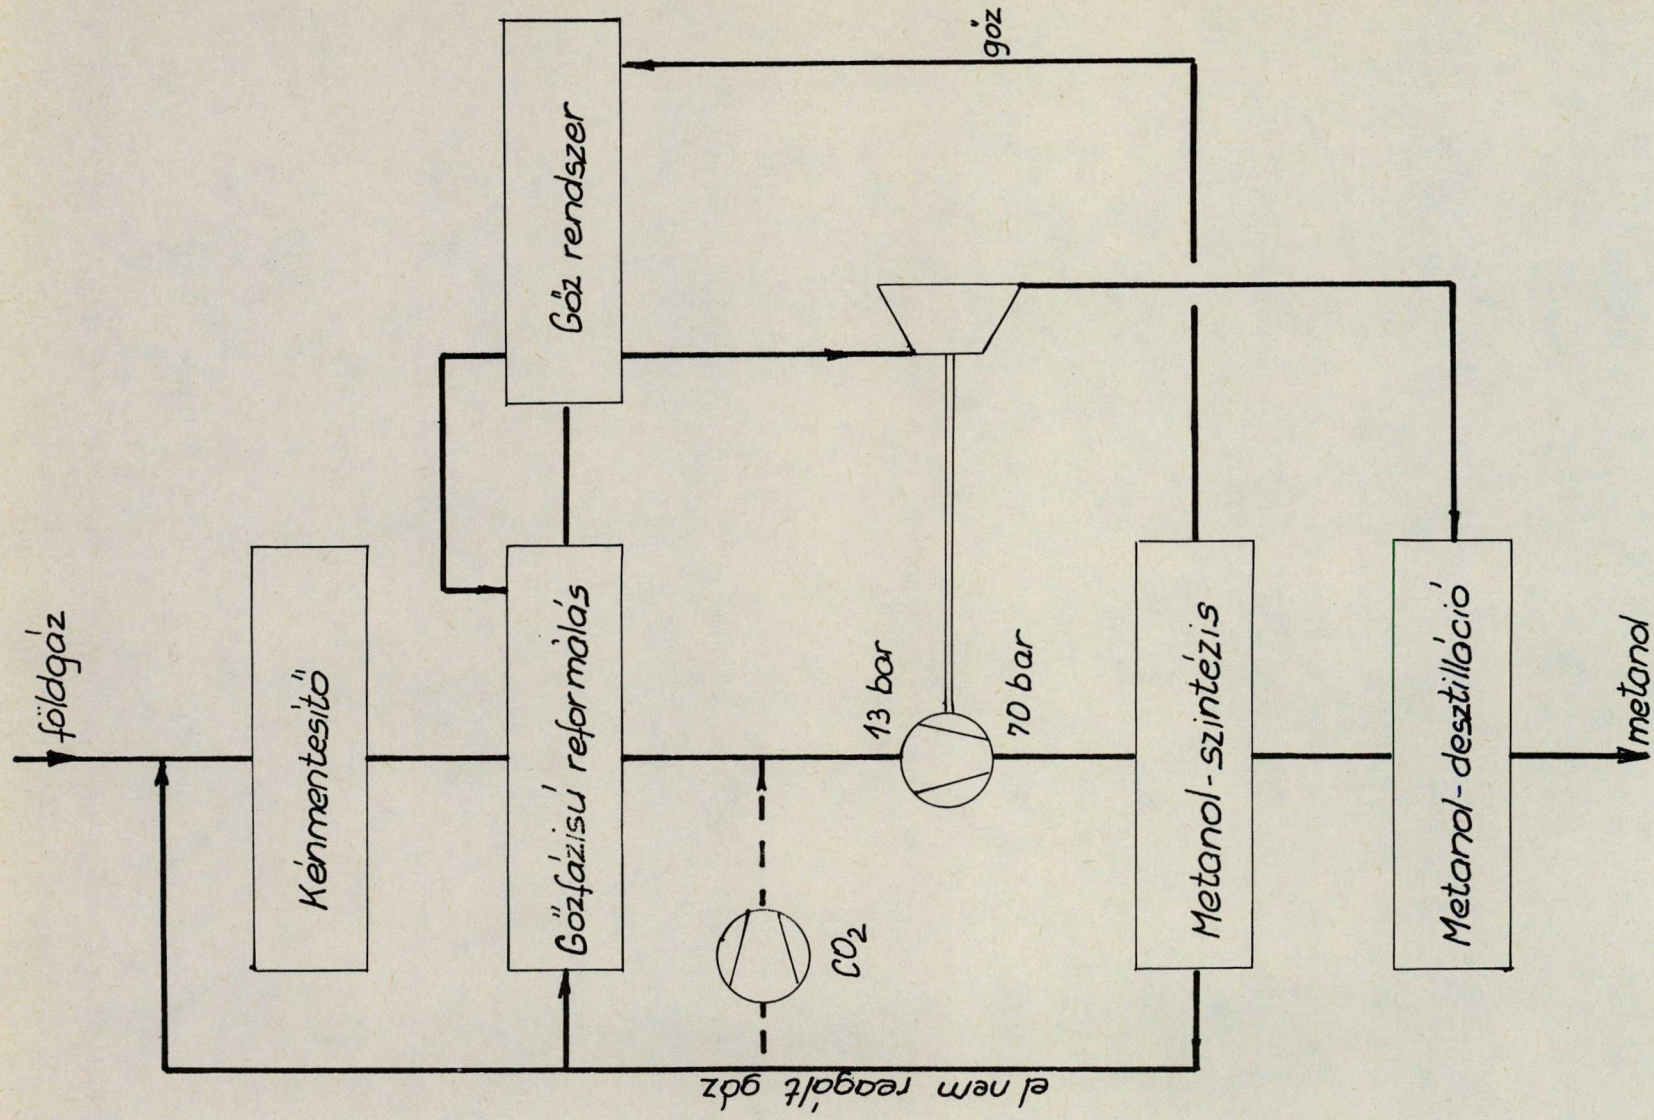 földgáz
Kénmentesítő
Gőzfázisú reformálás
Gőz rendszer
gőz
CO₂
13 bar
70 bar
Metanol-szintézis
Metanol-desztilláció
metanol
el nem reagált gáz